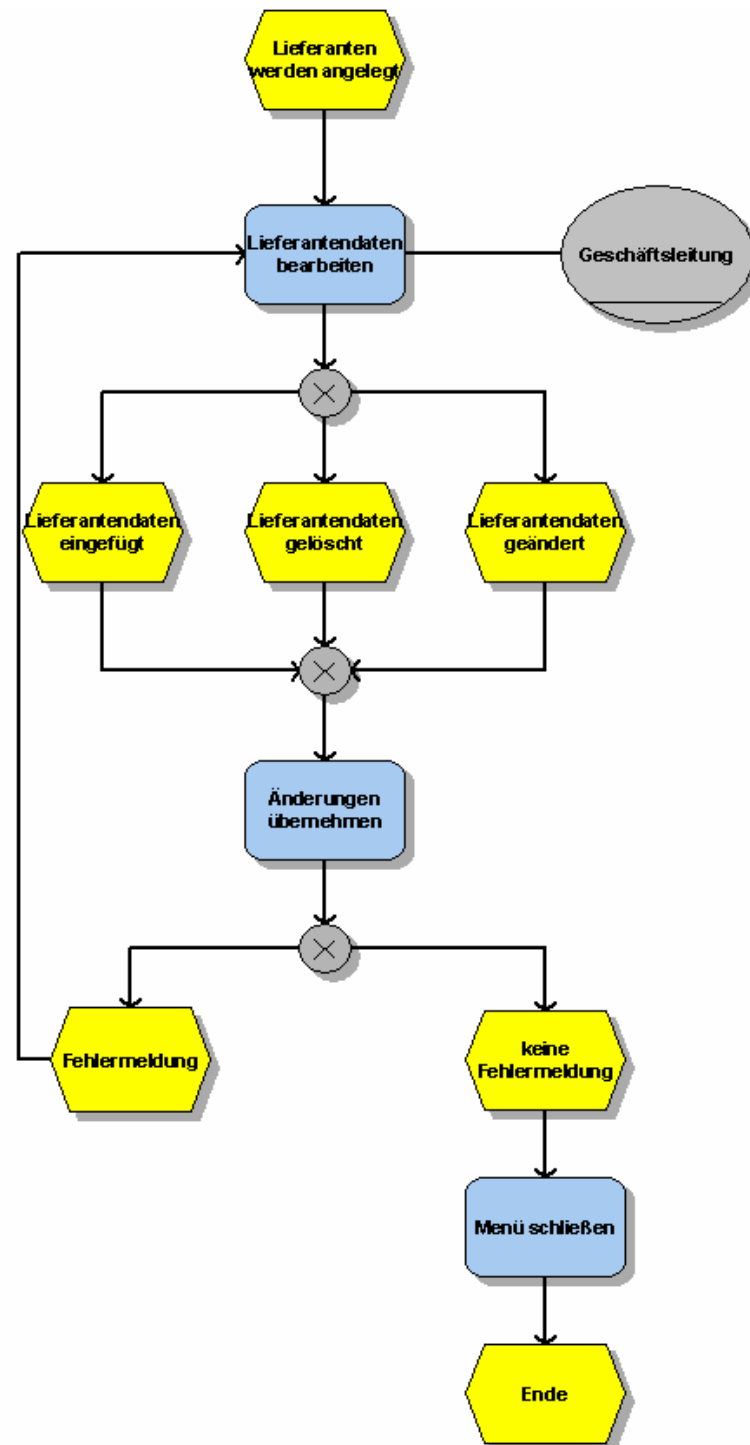 Lieferanten
werden angelegt
Lieferantendaten
bearbeiten
Geschäftsleitung
Lieferantendaten
eingefügt
Lieferantendaten
gelöscht
Lieferantendaten
geändert
Änderungen
übernehmen
Fehlermeldung
keine
Fehlermeldung
Menü schließen
Ende